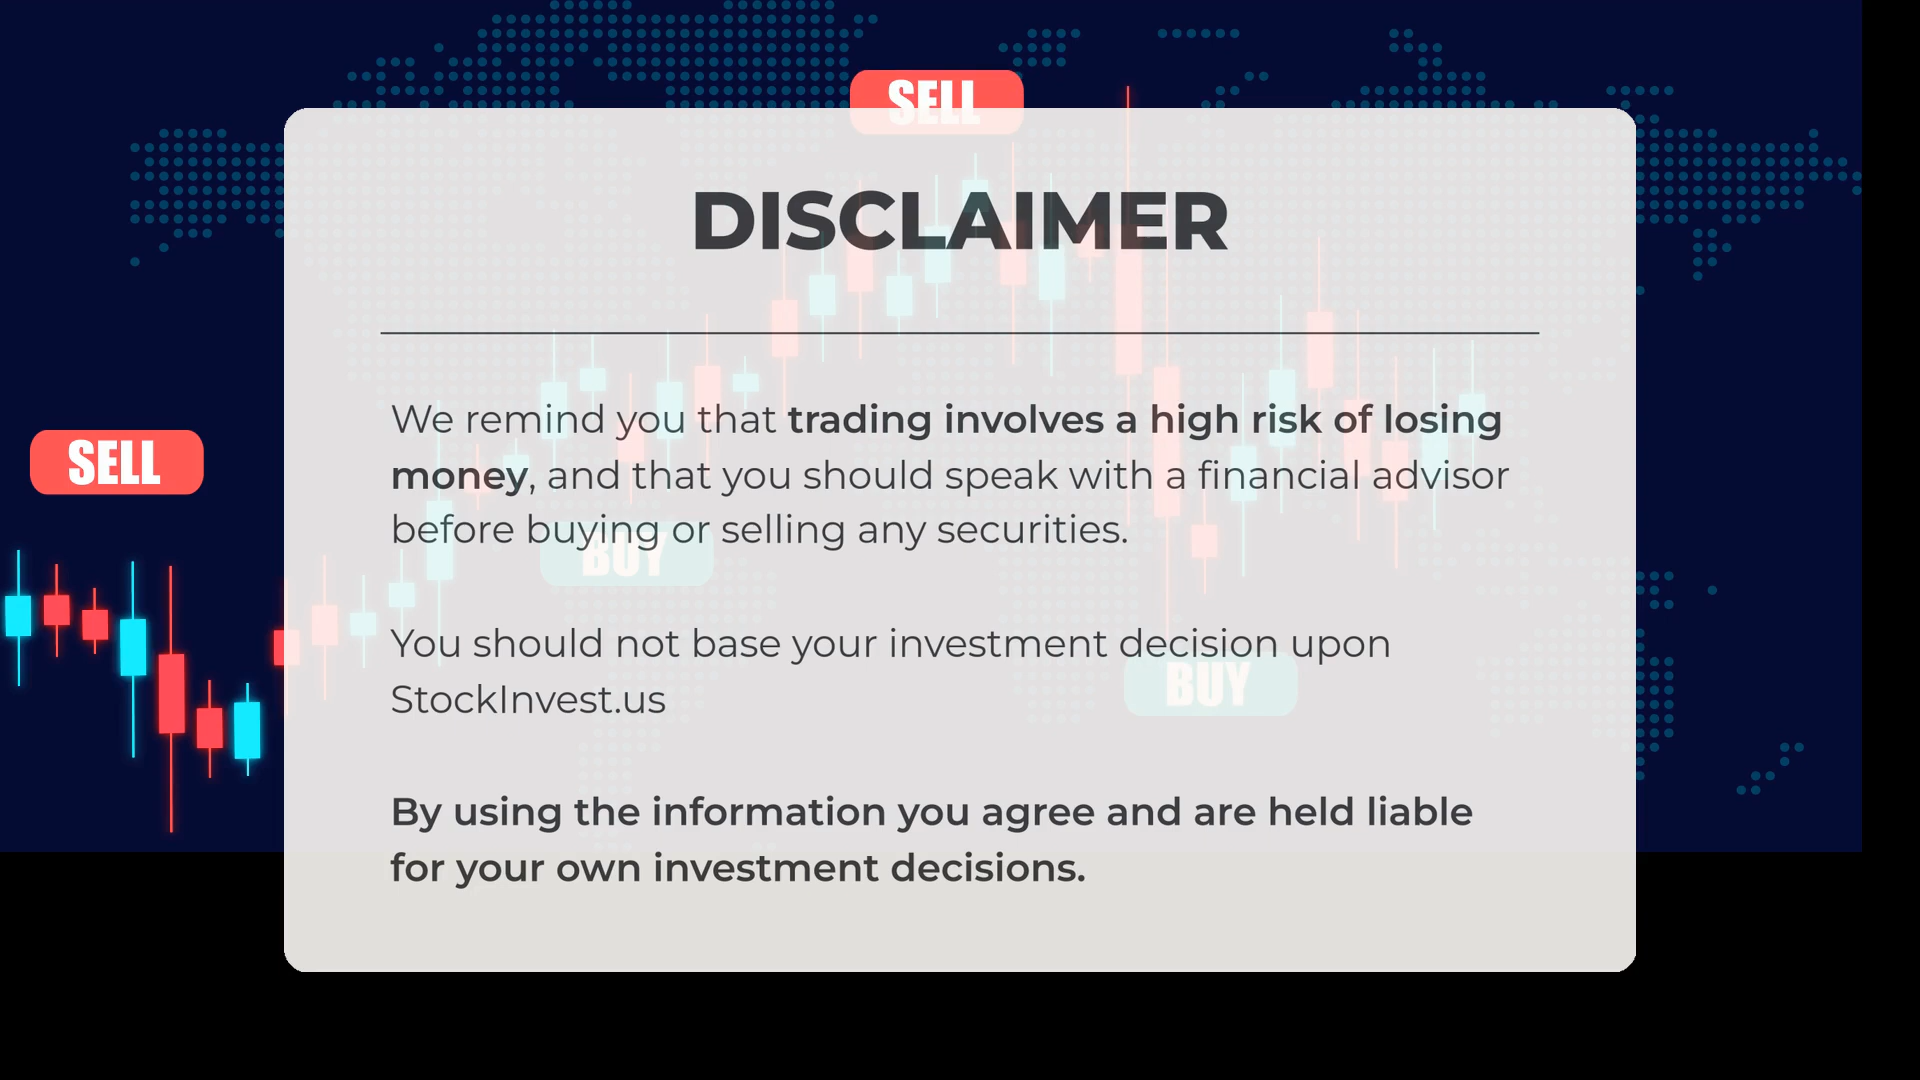 SELL
DISCLAIMER
We remind you that trading involves a high risk of losing
money, and that you should speak with a financial advisor
before buying or selling any securities.
SELL
BUY
You should not base your investment decision upon
StockInvest.us
BUY
By using the information you agree and are held liable
for your own investment decisions.